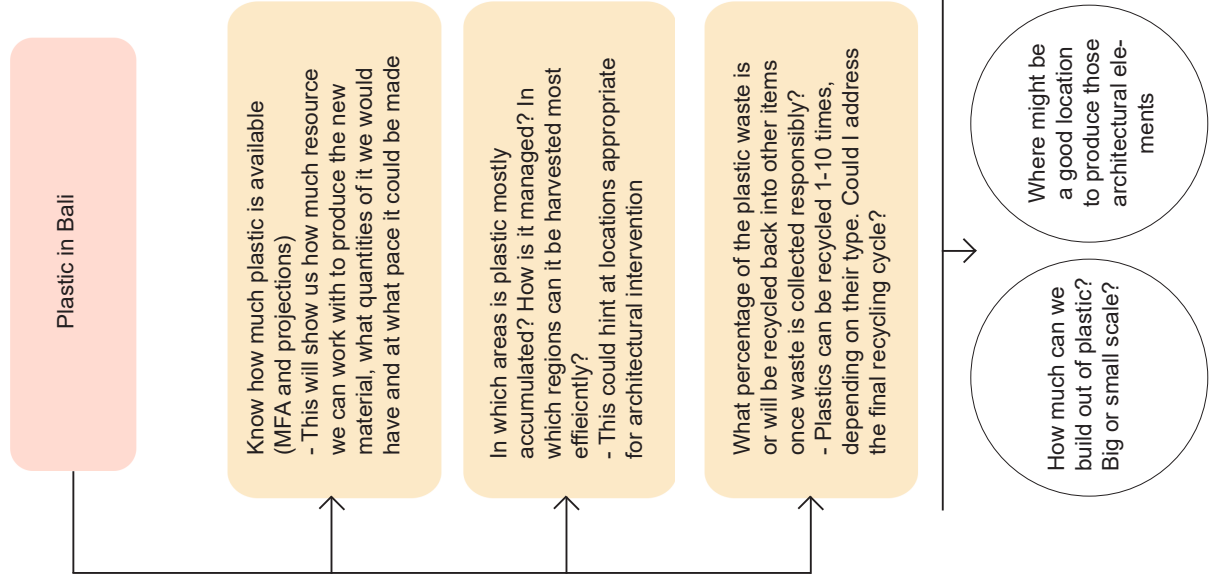 Plastic in Bali
Know how much plastic is available
(MFA and projections)
- This will show us how much resource
we can work with to produce the new
material, what quantities of it we would
have and at what pace it could be made
In which areas is plastic mostly
accumulated? How is it managed? In
which regions can it be harvested most
effieicntly?
- This could hint at locations appropriate
for architectural intervention
What percentage of the plastic waste is
or will be recycled back into other items
once waste is collected responsibly?
- Plastics can be recycled 1-10 times,
depending on their type. Could I address
the final recycling cycle?
How much can we
build out of plastic?
Big or small scale?
Where might be
a good location
to produce those
architectural ele-
ments